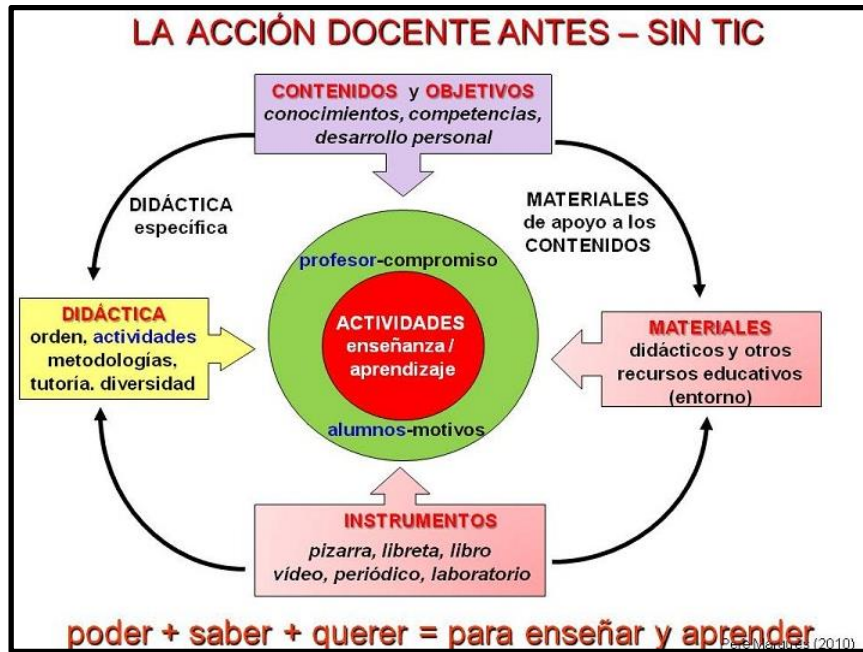 LA ACCIÓN DOCENTE ANTES – SIN TIC
CONTENIDOS y OBJETIVOS
conocimientos, competencias,
desarrollo personal
DIDÁCTICA
específica
MATERIALES
de apoyo a los
CONTENIDOS
profesor-compromiso
DIDÁCTICA
orden, actividades
metodologías,
tutoría. diversidad
ACTIVIDADES
enseñanza /
aprendizaje
MATERIALES
didácticos y otros
recursos educativos
(entorno)
alumnos-motivos
INSTRUMENTOS
pizarra, libreta, libro
vídeo, periódico, laboratorio
poder + saber + querer = para enseñar y aprender
Pere Marquès (2010)